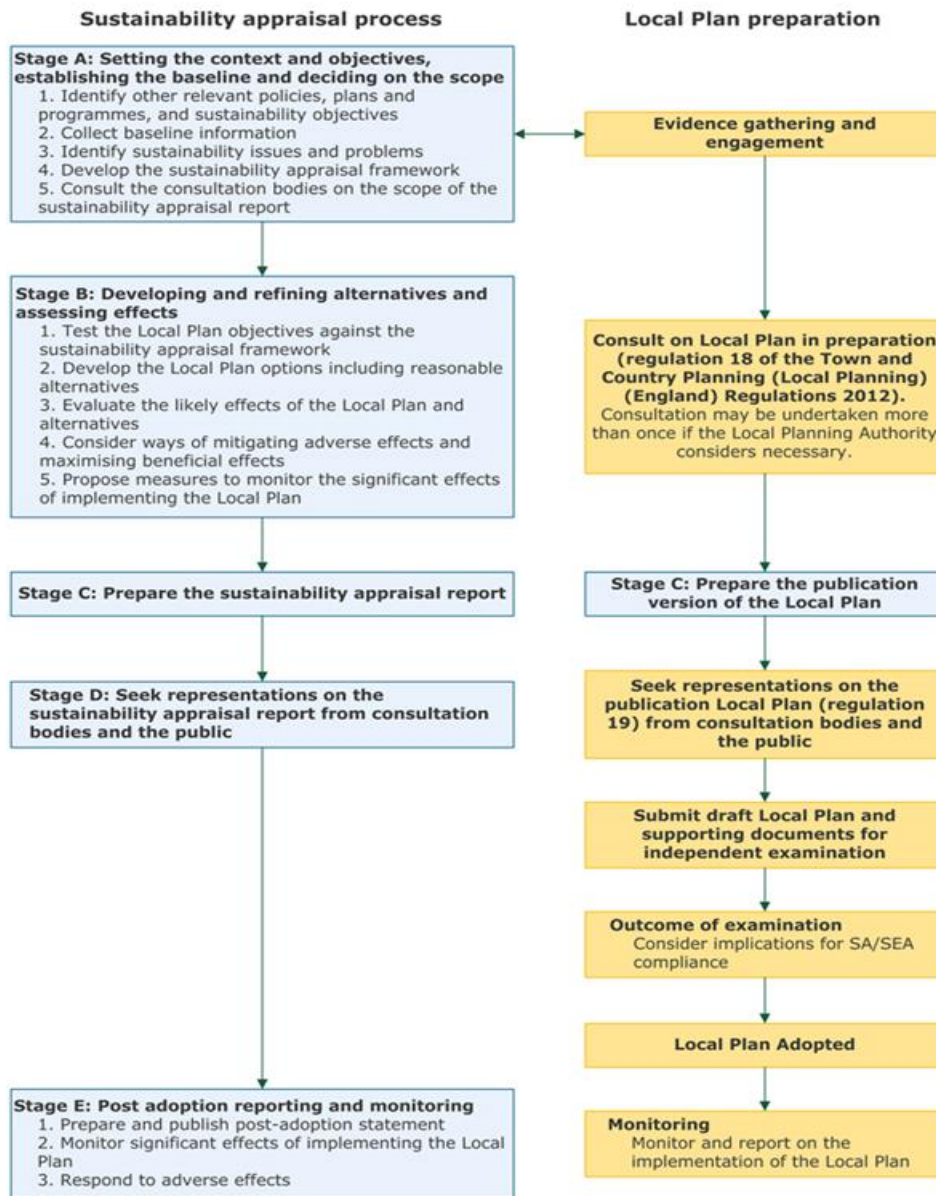 Sustainability appraisal process
Local Plan preparation
Stage A: Setting the context and objectives,
establishing the baseline and deciding on the scope
1. Identify other relevant policies, plans and
programmes, and sustainability objectives
2. Collect baseline information
3. Identify sustainability issues and problems
4. Develop the sustainability appraisal framework
5. Consult the consultation bodies on the scope of the
sustainability appraisal report
Evidence gathering and
engagement
Stage B: Developing and refining alternatives and
assessing effects
1. Test the Local Plan objectives against the
sustainability appraisal framework
2. Develop the Local Plan options including reasonable
alternatives
3. Evaluate the likely effects of the Local Plan and
alternatives
4. Consider ways of mitigating adverse effects and
maximising beneficial effects
5. Propose measures to monitor the significant effects
of implementing the Local Plan
Consult on Local Plan in preparation
(regulation 18 of the Town and
Country Planning (Local Planning)
(England) Regulations 2012).
Consultation may be undertaken more
than once if the Local Planning Authority
considers necessary.
Stage C: Prepare the sustainability appraisal report
Stage C: Prepare the publication
version of the Local Plan
Stage D: Seek representations on the
sustainability appraisal report from consultation
bodies and the public
Seek representations on the
publication Local Plan (regulation
19) from consultation bodies and
the public
Submit draft Local Plan and
supporting documents for
independent examination
Outcome of examination
Consider implications for SA/SEA
compliance
Local Plan Adopted
Stage E: Post adoption reporting and monitoring
1. Prepare and publish post-adoption statement
2. Monitor significant effects of implementing the Local
Plan
3. Respond to adverse effects
Monitoring
Monitor and report on the
implementation of the Local Plan